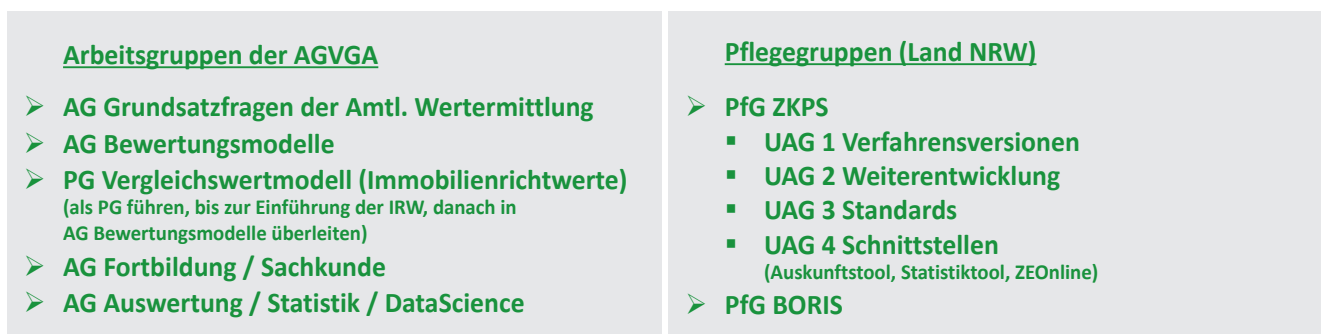 Arbeitsgruppen der AGVGA
➢ AG Grundsatzfragen der Amtl. Wertermittlung
➢ AG Bewertungsmodelle
➢ PG Vergleichswertmodell (Immobilienrichtwerte)
(als PG führen, bis zur Einführung der IRW, danach in
AG Bewertungsmodelle überleiten)
➢ AG Fortbildung / Sachkunde
➢ AG Auswertung / Statistik / DataScience
Pflegegruppen (Land NRW)
➢ PfG ZKPS
▪ UAG 1 Verfahrensversionen
▪ UAG 2 Weiterentwicklung
▪ UAG 3 Standards
▪ UAG 4 Schnittstellen
(Auskunftstool, Statistiktool, ZEOnline)
➢ PfG BORIS